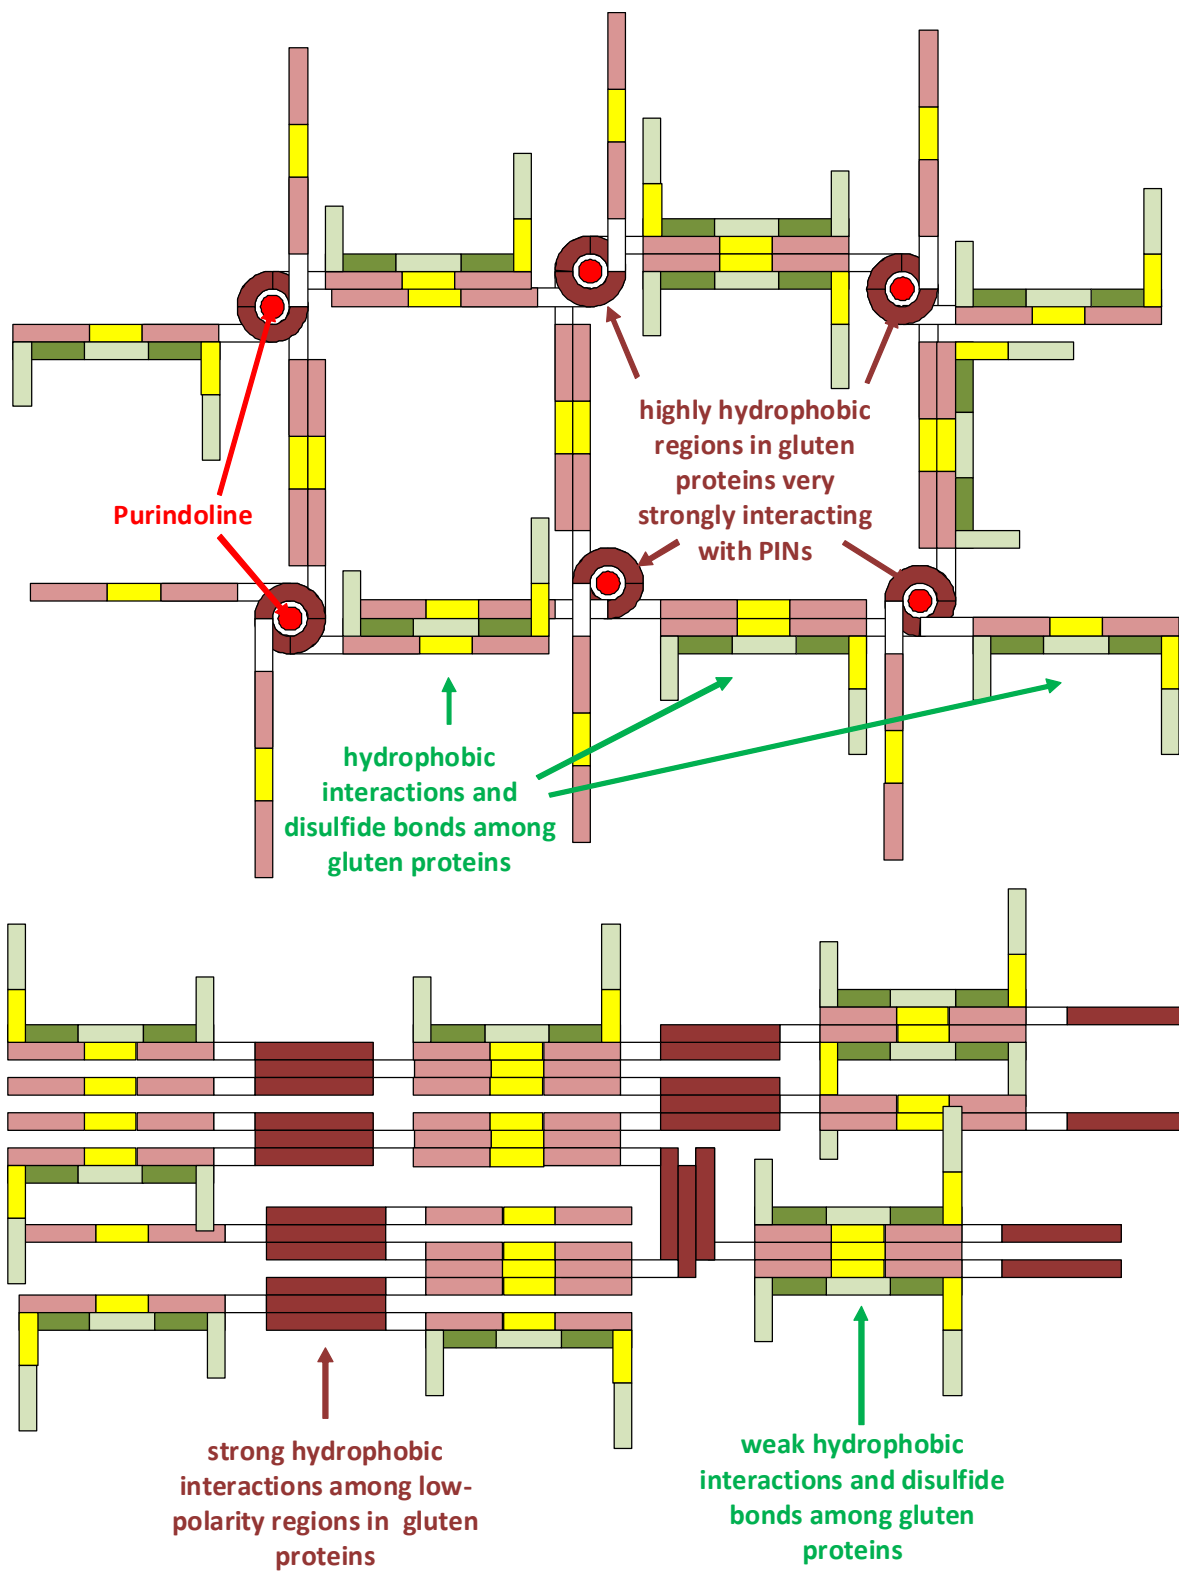 highly hydrophobic
regions in gluten
proteins very
strongly interacting
with PINs
Purindoline
hydrophobic
interactions and
disulfide bonds among
gluten proteins
strong hydrophobic
interactions among low-
polarity regions in gluten
proteins
weak hydrophobic
interactions and disulfide
bonds among gluten
proteins